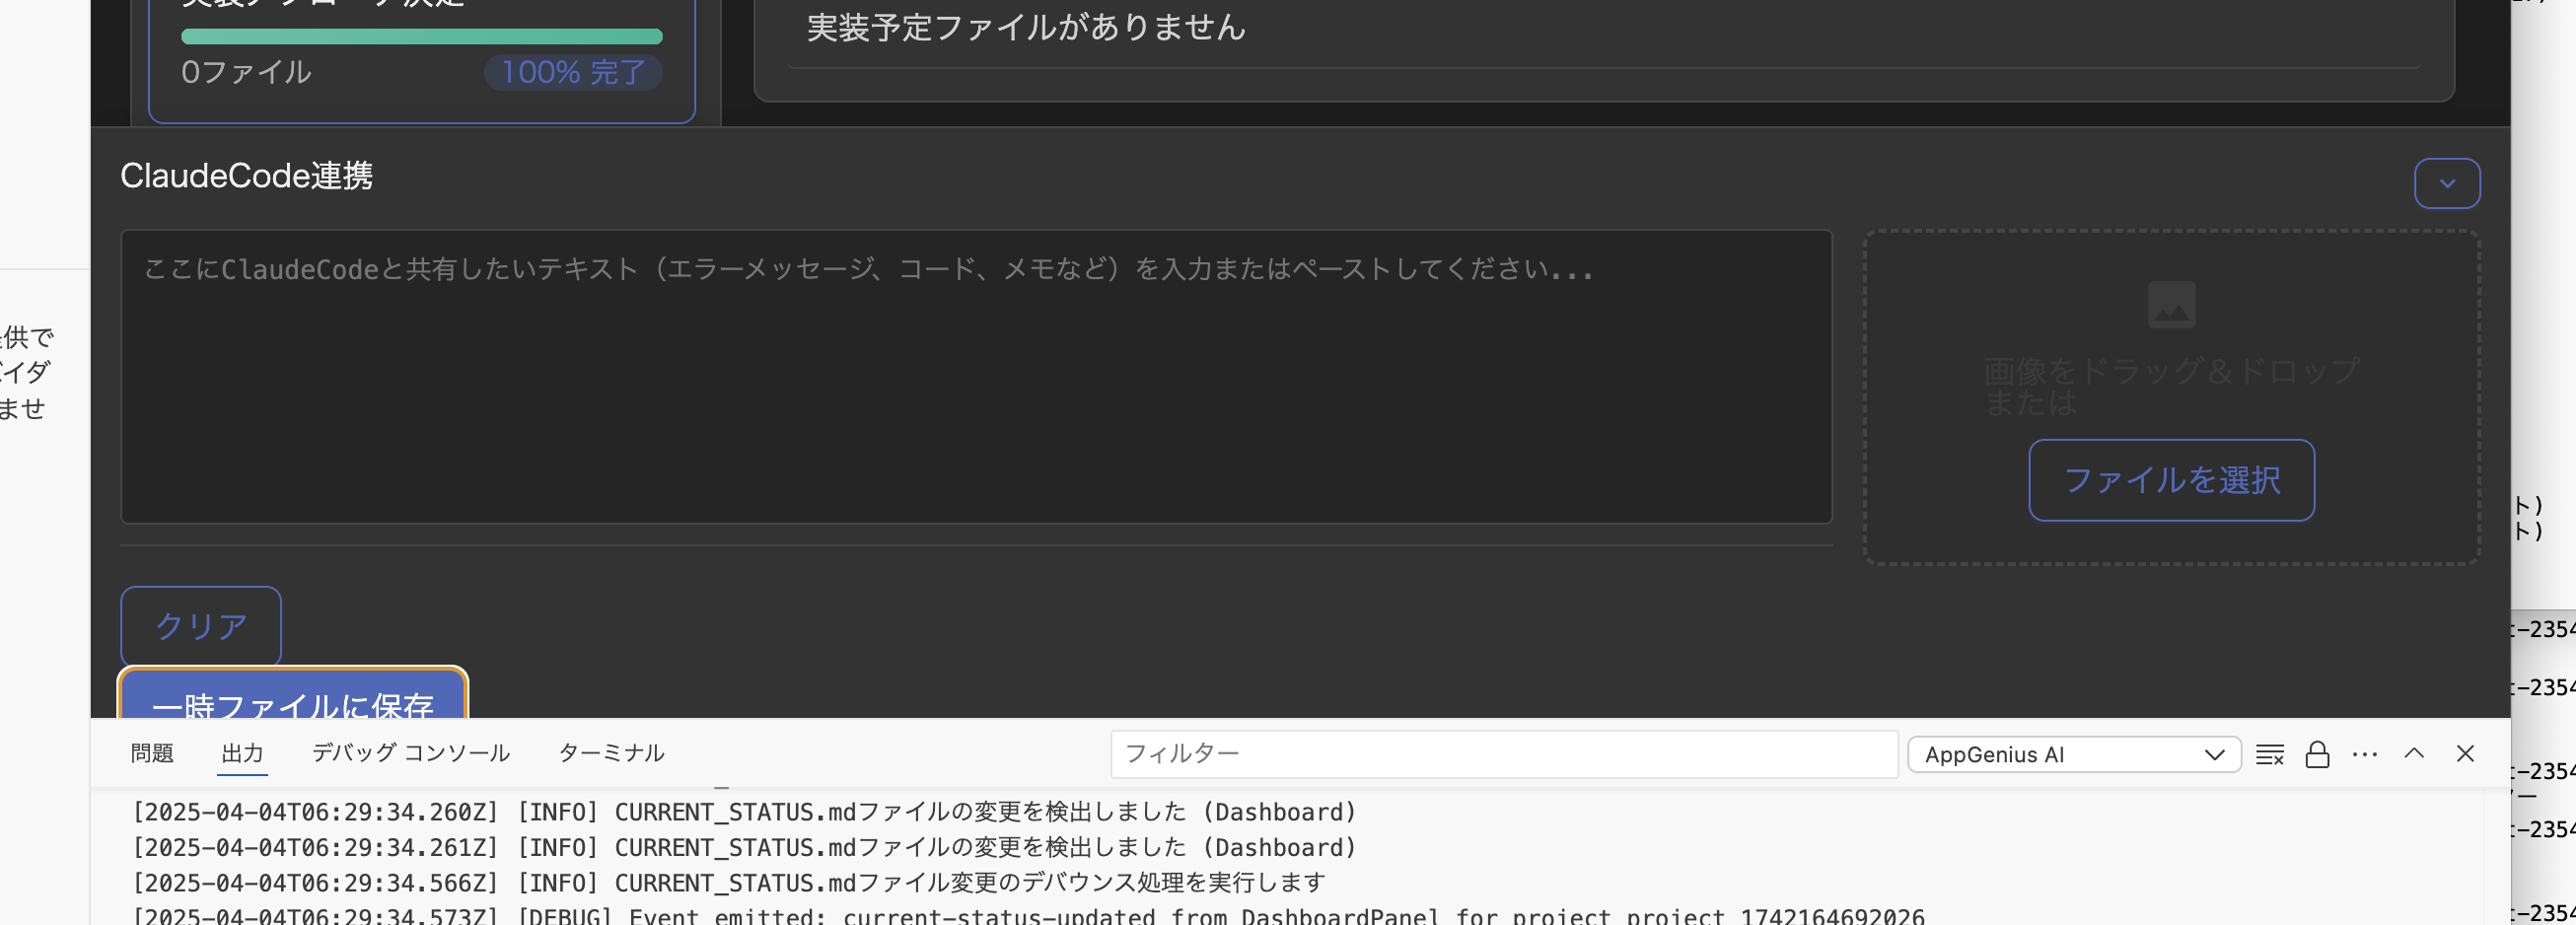 実装予定ファイルがありません
0ファイル
100% 完了
ClaudeCode連携
ここにClaudeCodeと共有したいテキスト（エラーメッセージ、コード、メモなど）を入力またはペーストしてください...
画像をドラッグ＆ドロップ
または
ファイルを選択
クリア
一時ファイルに保存
問題 出力 デバッグ コンソール ターミナル フィルター AppGenius AI
[2025-04-04T06:29:34.260Z] [INFO] CURRENT_STATUS.mdファイルの変更を検出しました (Dashboard)
[2025-04-04T06:29:34.261Z] [INFO] CURRENT_STATUS.mdファイルの変更を検出しました (Dashboard)
[2025-04-04T06:29:34.566Z] [INFO] CURRENT_STATUS.mdファイル変更のデバウンス処理を実行します
[2025-04-04T06:29:34.573Z] [DEBUG] Event emitted: current-status-updated from DashboardPanel for project project_1742164692026
供で
イダ
ませ
ト)
ト)
-2354
-2354
-2354
-2354
-2354